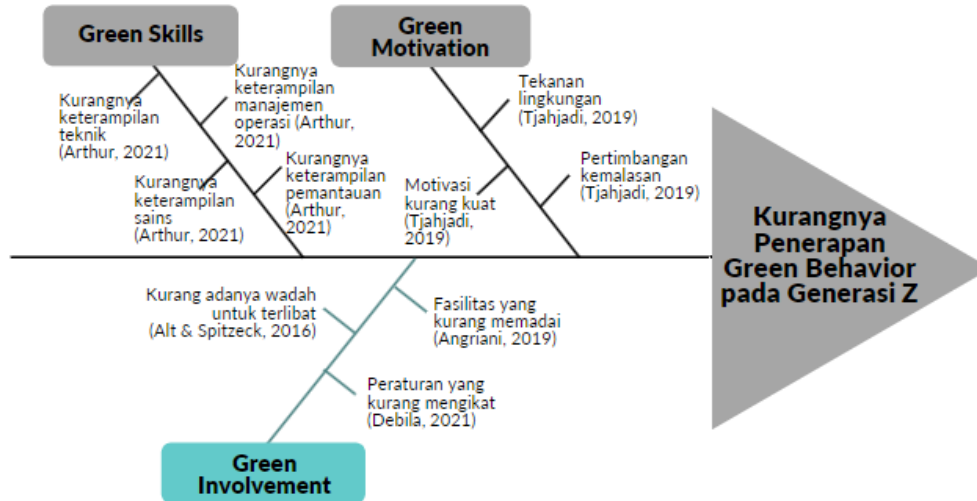 Green Skills
Green
Motivation
Kurangnya
keterampilan
teknik
(Arthur, 2021)
Kurangnya
keterampilan
manajemen
operasi (Arthur,
2021)
Kurangnya
keterampilan
sains
(Arthur, 2021)
Kurangnya
keterampilan
pemantauan
(Arthur,
2021)
Tekanan
lingkungan
(Tjahjadi, 2019)
Motivasi
kurang kuat
(Tjahjadi,
2019)
Pertimbangan
kemalasan
(Tjahjadi, 2019)
Kurangnya
Penerapan
Green Behavior
pada Generasi Z
Kurang adanya wadah
untuk terlibat
(Alt & Spitzeck, 2016)
Fasilitas yang
kurang memadai
(Angriani, 2019)
Peraturan yang
kurang mengikat
(Debila, 2021)
Green
Involvement